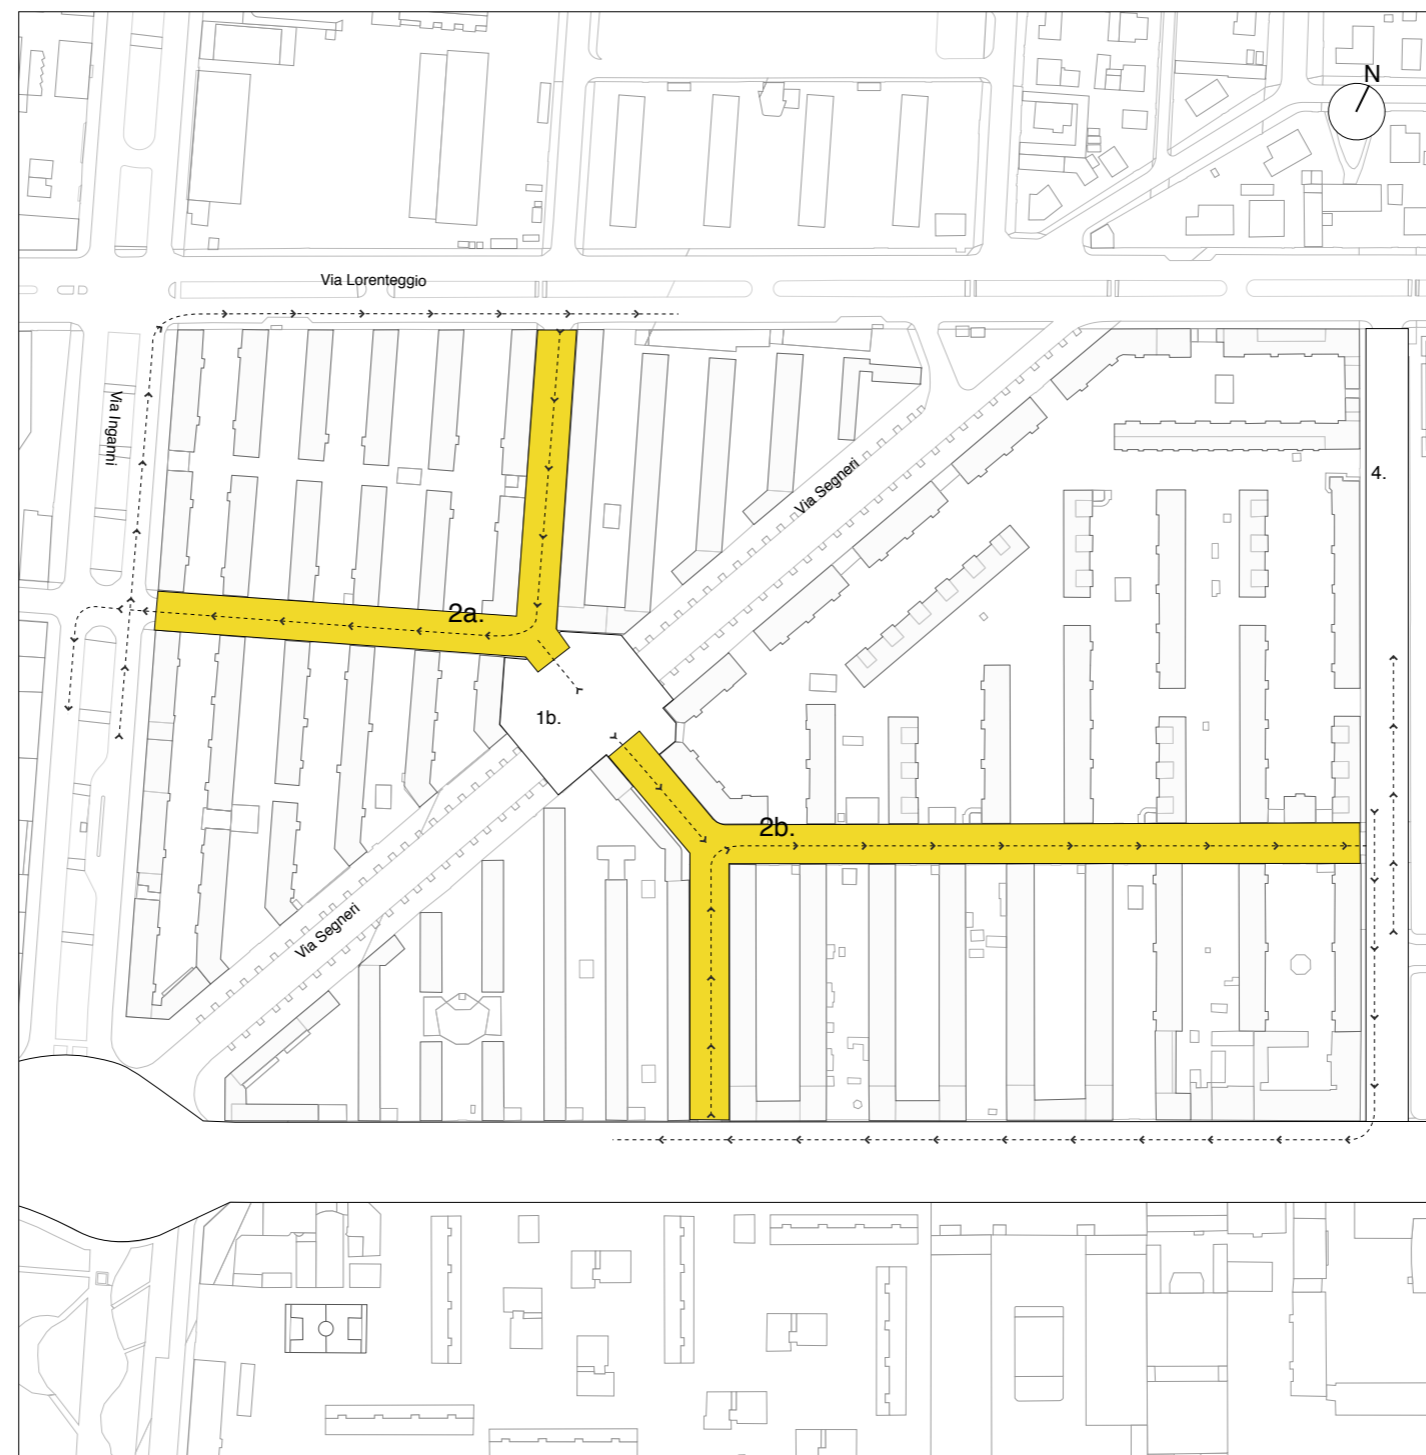 N
Via Lorenteggio
Via Inganni
Via Segneri
4.
2a.
1b.
2b.
Via Segneri